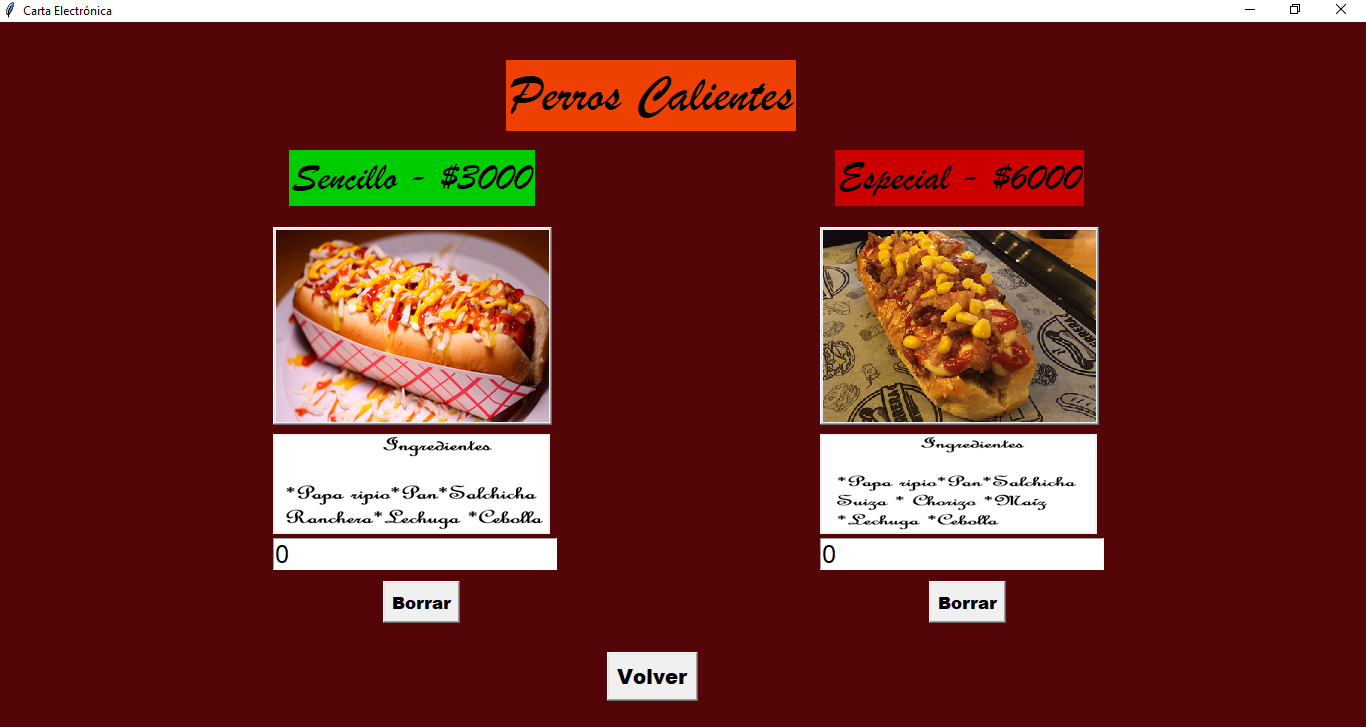 Carta Electrónica
Perros Calientes
Sencillo - $3000
Especial - $6000
Ingredientes
*Papa ripio*Pan*Salchicha
Ranchera*Lechuga *Cebolla
Ingredientes
*Papa ripio*Pan*Salchicha
Suiza * Chorizo *Maíz
*Lechuga *Cebolla
0
0
Borrar
Borrar
Volver